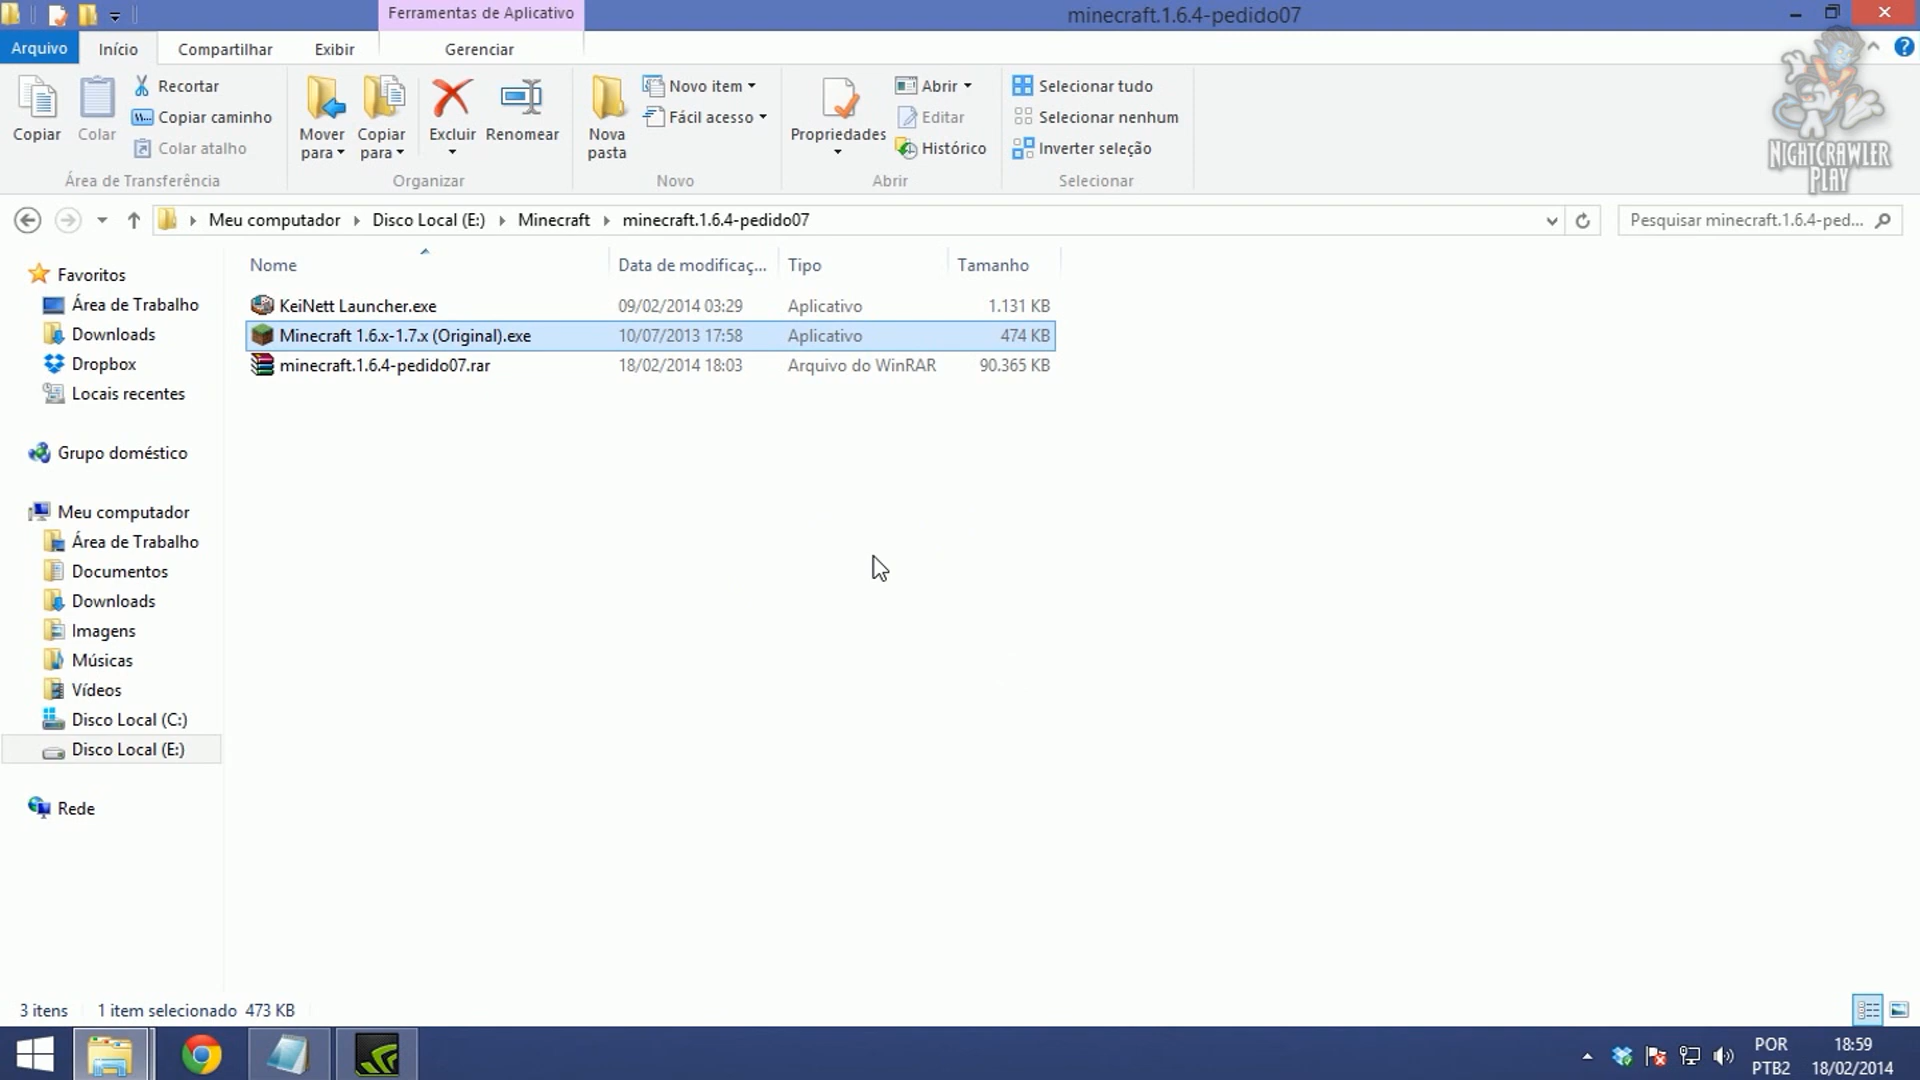 Ferramentas de Aplicativo
minecraft.1.6.4-pedido07
Arquivo Início Compartilhar Exibir Gerenciar
Copiar
Colar
Recortar
Copiar caminho
Colar atalho
Área de Transferência
Mover para
Copiar para
Excluir
Renomear
Organizar
Nova pasta
Novo item
Fácil acesso
Novo
Propriedades
Abrir
Editar
Histórico
Abrir
Selecionar tudo
Selecionar nenhum
Inverter seleção
Selecionar
NIGHTCRAWLER
PLAY
Meu computador Disco Local (E:) Minecraft minecraft.1.6.4-pedido07
Pesquisar minecraft.1.6.4-ped...
Favoritos
Área de Trabalho
Downloads
Dropbox
Locais recentes
Grupo doméstico
Meu computador
Área de Trabalho
Documentos
Downloads
Imagens
Músicas
Vídeos
Disco Local (C:)
Disco Local (E:)
Rede
Nome Data de modificaç... Tipo Tamanho
KeiNett Launcher.exe 09/02/2014 03:29 Aplicativo 1.131 KB
Minecraft 1.6.x-1.7.x (Original).exe 10/07/2013 17:58 Aplicativo 474 KB
minecraft.1.6.4-pedido07.rar 18/02/2014 18:03 Arquivo do WinRAR 90.365 KB
3 itens 1 item selecionado 473 KB
POR
PTB2
18:59
18/02/2014